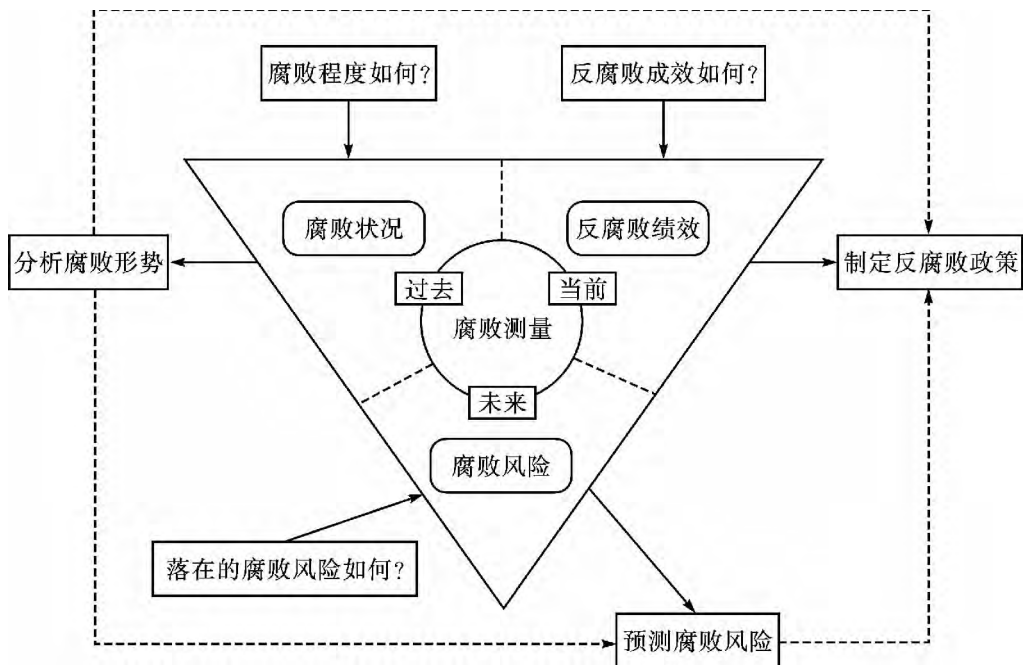 腐败程度如何?
反腐败成效如何?
腐败状况
反腐败绩效
分析腐败形势
制定反腐败政策
过去
当前
腐败测量
未来
腐败风险
落在的腐败风险如何?
预测腐败风险